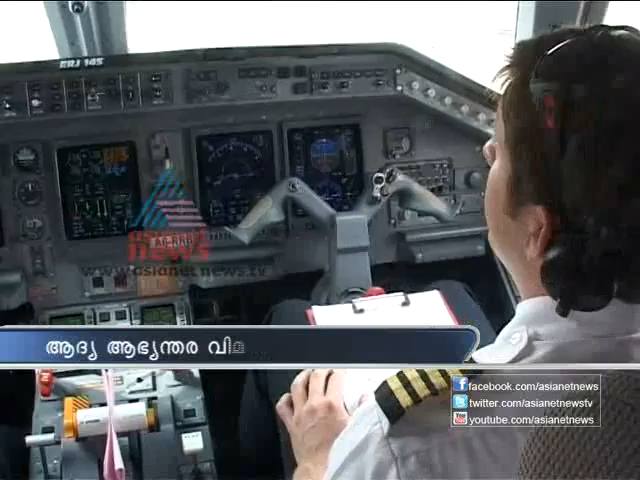 ERJ 145
asianet
news
www.asianetnews.tv
ആദ്യ ആഭ്യന്തര
facebook.com/asianetnews
twitter.com/asianetnewstv
youtube.com/asianetnews